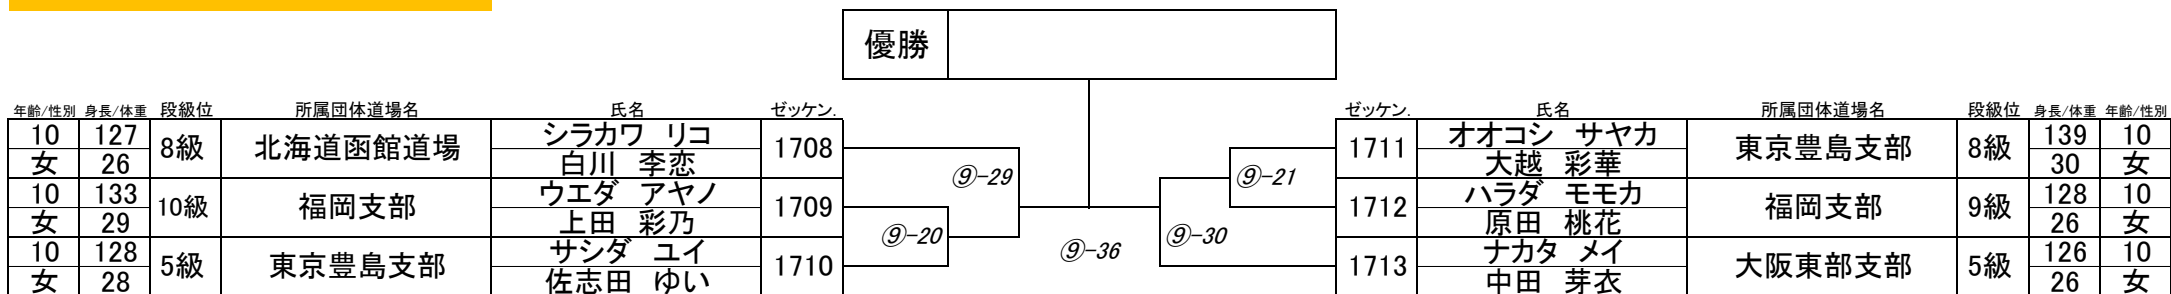 優勝
年齢/性別 身長/体重 段級位 所属団体道場名 氏名 ゼッケン. ゼッケン. 氏名 所属団体道場名 段級位 身長/体重 年齢/性別
10 127 8級 北海道函館道場 シラカワ リコ 1708 1711 オオコシ サヤカ 東京豊島支部 8級 139 10
女 26 白川 李恋 大越 彩華 30 女
⑨-29 ⑨-21
10 133 10級 福岡支部 ウエダ アヤノ 1709 1712 ハラダ モモカ 福岡支部 9級 128 10
女 29 上田 彩乃 原田 桃花 26 女
⑨-20 ⑨-36 ⑨-30
10 128 5級 東京豊島支部 サシダ ユイ 1710 1713 ナカタ メイ 大阪東部支部 5級 126 10
女 28 佐志田 ゆい 中田 芽衣 26 女